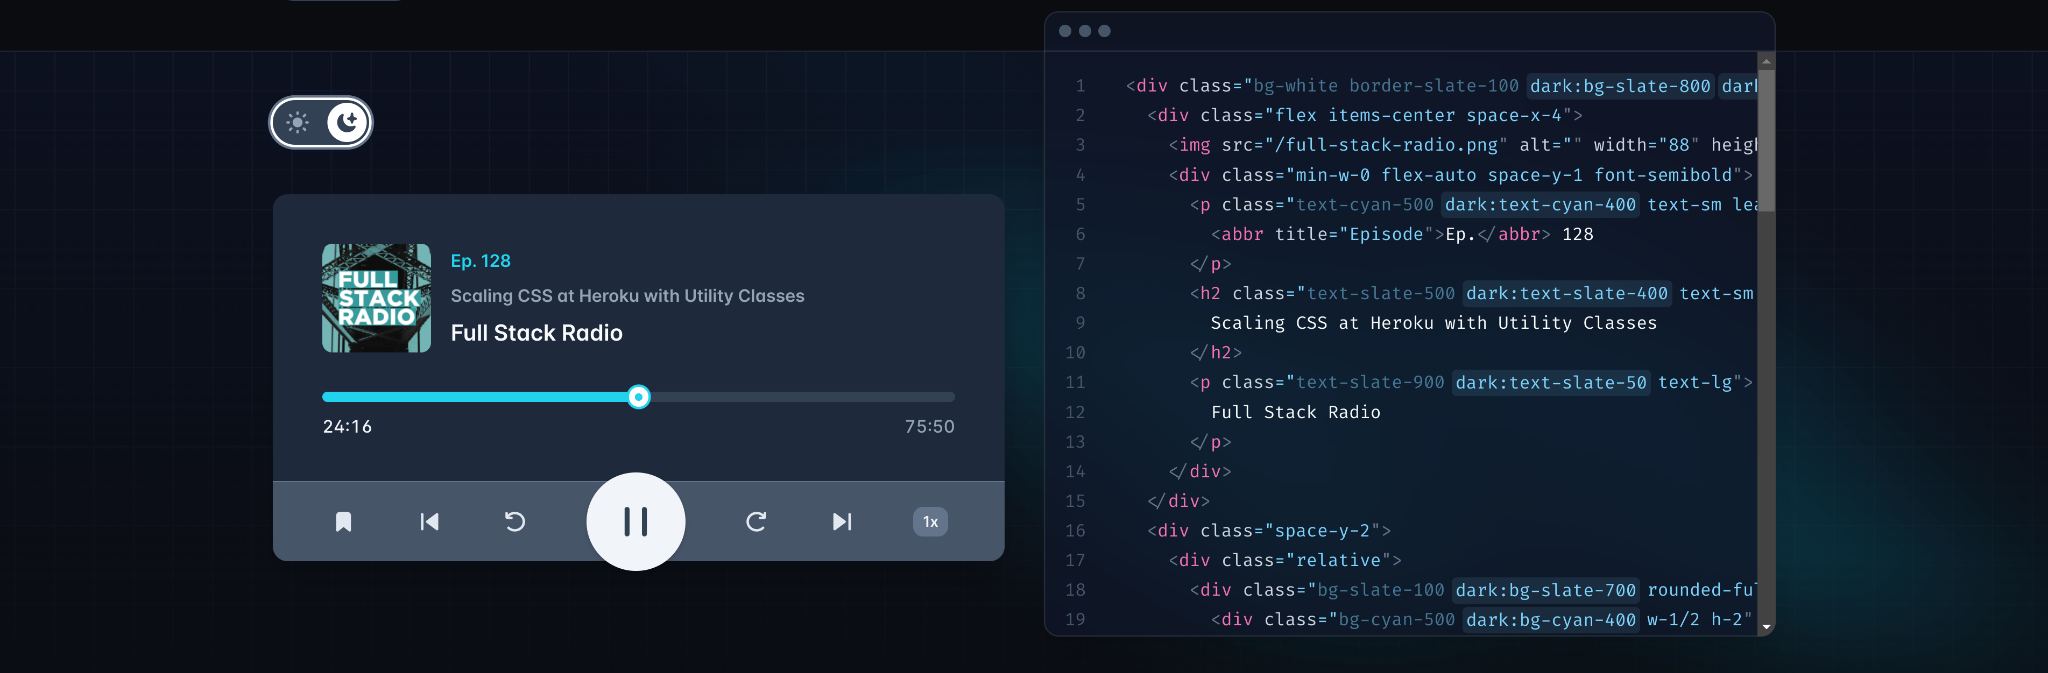 Ep. 128
Scaling CSS at Heroku with Utility Classes
Full Stack Radio
FULL
STACK
RADIO
24:16
75:50
1x
1 <div class="bg-white border-slate-100 dark:bg-slate-800
2 <div class="flex items-center space-x-4">
3 <img src="/full-stack-radio.png" alt="" width="88"
4 <div class="min-w-0 flex-auto space-y-1 font-semibold">
5 <p class="text-cyan-500 dark:text-cyan-400 text-sm
6 <abbr title="Episode">Ep.</abbr> 128
7 </p>
8 <h2 class="text-slate-500 dark:text-slate-400 text-sm
9 Scaling CSS at Heroku with Utility Classes
10 </h2>
11 <p class="text-slate-900 dark:text-slate-50 text-lg">
12 Full Stack Radio
13 </p>
14 </div>
15 </div>
16 <div class="space-y-2">
17 <div class="relative">
18 <div class="bg-slate-100 dark:bg-slate-700
19 <div class="bg-cyan-500 dark:bg-cyan-400 w-1/2 h-2"